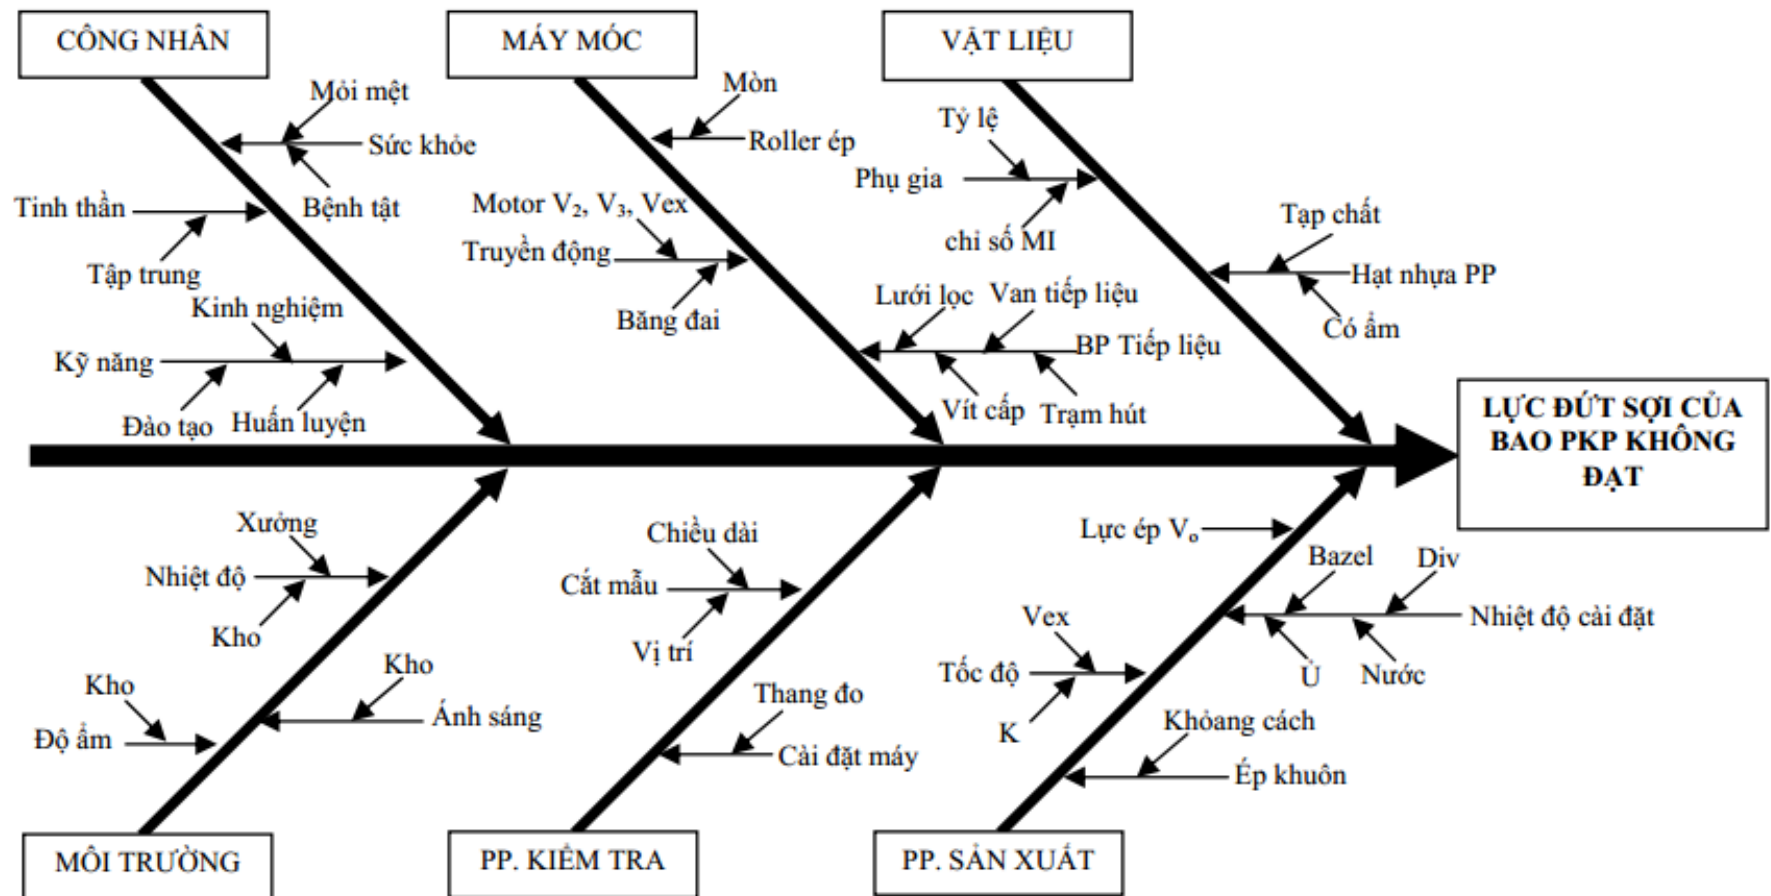 CÔNG NHÂN
MÁY MÓC
VẬT LIỆU
Mỏi mệt
Sức khỏe
Tinh thần
Bệnh tật
Tập trung
Kinh nghiệm
Kỹ năng
Đào tạo
Huấn luyện
Mòn
Roller ép
Motor V₂, V₃, Vex
Truyền động
Băng đai
Lưới lọc
Van tiếp liệu
BP Tiếp liệu
Vít cấp
Trạm hút
Tỷ lệ
Phụ gia
chỉ số MI
Tạp chất
Hạt nhựa PP
Có ẩm
LỰC ĐỨT SỢI CỦA
BAO PKP KHÔNG
ĐẠT
Xưởng
Nhiệt độ
Kho
Kho
Độ ẩm
Kho
Ánh sáng
Chiều dài
Cắt mẫu
Vị trí
Thang đo
Cài đặt máy
Lực ép Vₒ
Bazel
Div
Nhiệt độ cài đặt
Ủ
Nước
Vex
Tốc độ
K
Khỏang cách
Ép khuôn
MÔI TRƯỜNG
PP. KIỂM TRA
PP. SẢN XUẤT